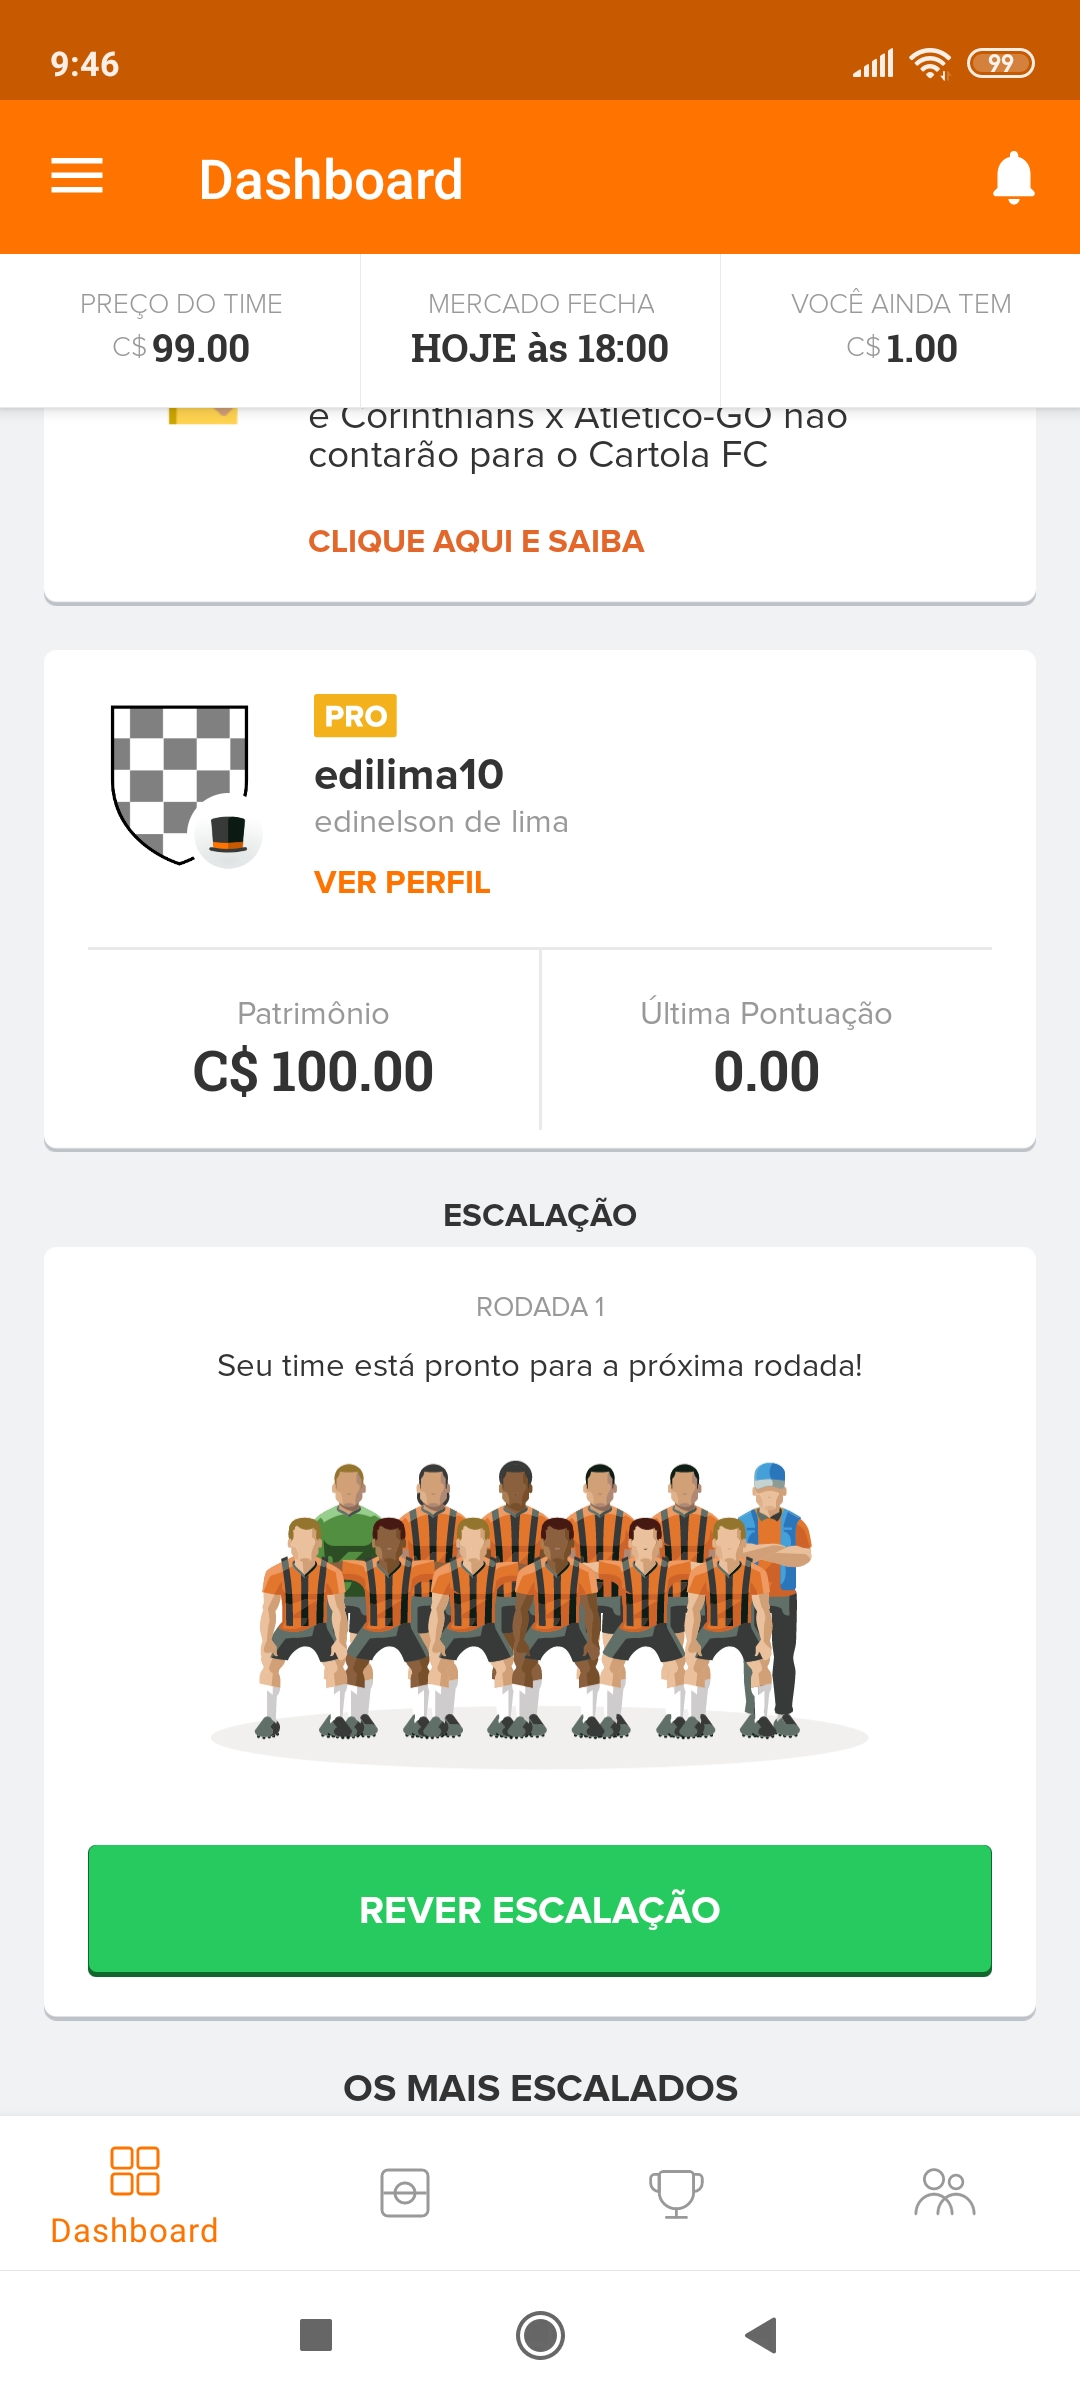 9:46
99
Dashboard
PREÇO DO TIME
C$ 99.00
MERCADO FECHA
HOJE às 18:00
VOCÊ AINDA TEM
C$ 1.00
e Corinthians x Atlético-GO não
contarão para o Cartola FC
CLIQUE AQUI E SAIBA
PRO
edilima10
edinelson de lima
VER PERFIL
Patrimônio
C$ 100.00
Última Pontuação
0.00
ESCALAÇÃO
RODADA 1
Seu time está pronto para a próxima rodada!
REVER ESCALAÇÃO
OS MAIS ESCALADOS
Dashboard